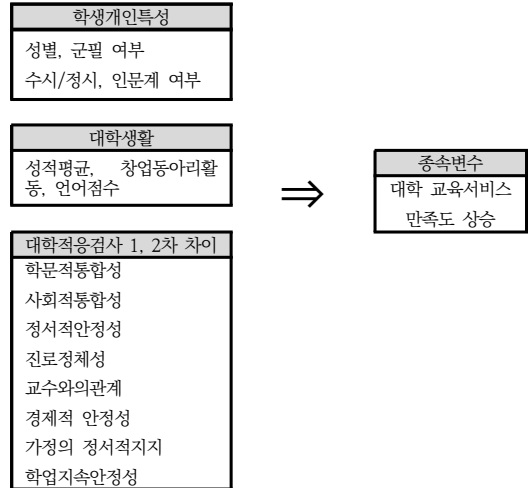 학생개인특성
성별, 군필 여부
수시/정시, 인문계 여부
대학생활
성적평균, 창업동아리활
동, 언어점수
대학적응검사 1, 2차 차이
학문적통합성
사회적통합성
정서적안정성
진로정체성
교수와의관계
경제적 안정성
가정의 정서적지지
학업지속안정성
⇒
종속변수
대학 교육서비스
만족도 상승